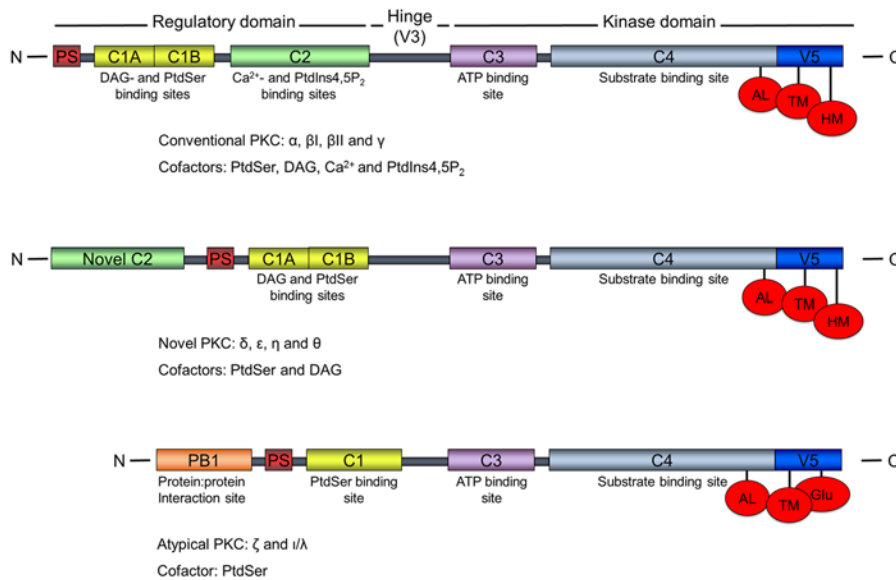 Regulatory domain Hinge (V3) Kinase domain
N PS C1A C1B C2 C3 C4 V5 C
DAG- and PtdSer binding sites
Ca²⁺- and PtdIns4,5P₂ binding sites
ATP binding site
Substrate binding site
AL TM HM
Conventional PKC: α, βI, βII and γ
Cofactors: PtdSer, DAG, Ca²⁺ and PtdIns4,5P₂
N Novel C2 PS C1A C1B C3 C4 V5 C
DAG and PtdSer binding sites
ATP binding site
Substrate binding site
AL TM HM
Novel PKC: δ, ε, η and θ
Cofactors: PtdSer and DAG
N PB1 PS C1 C3 C4 V5 C
Protein:protein Interaction site
PtdSer binding site
ATP binding site
Substrate binding site
AL TM Glu
Atypical PKC: ζ and ι/λ
Cofactor: PtdSer